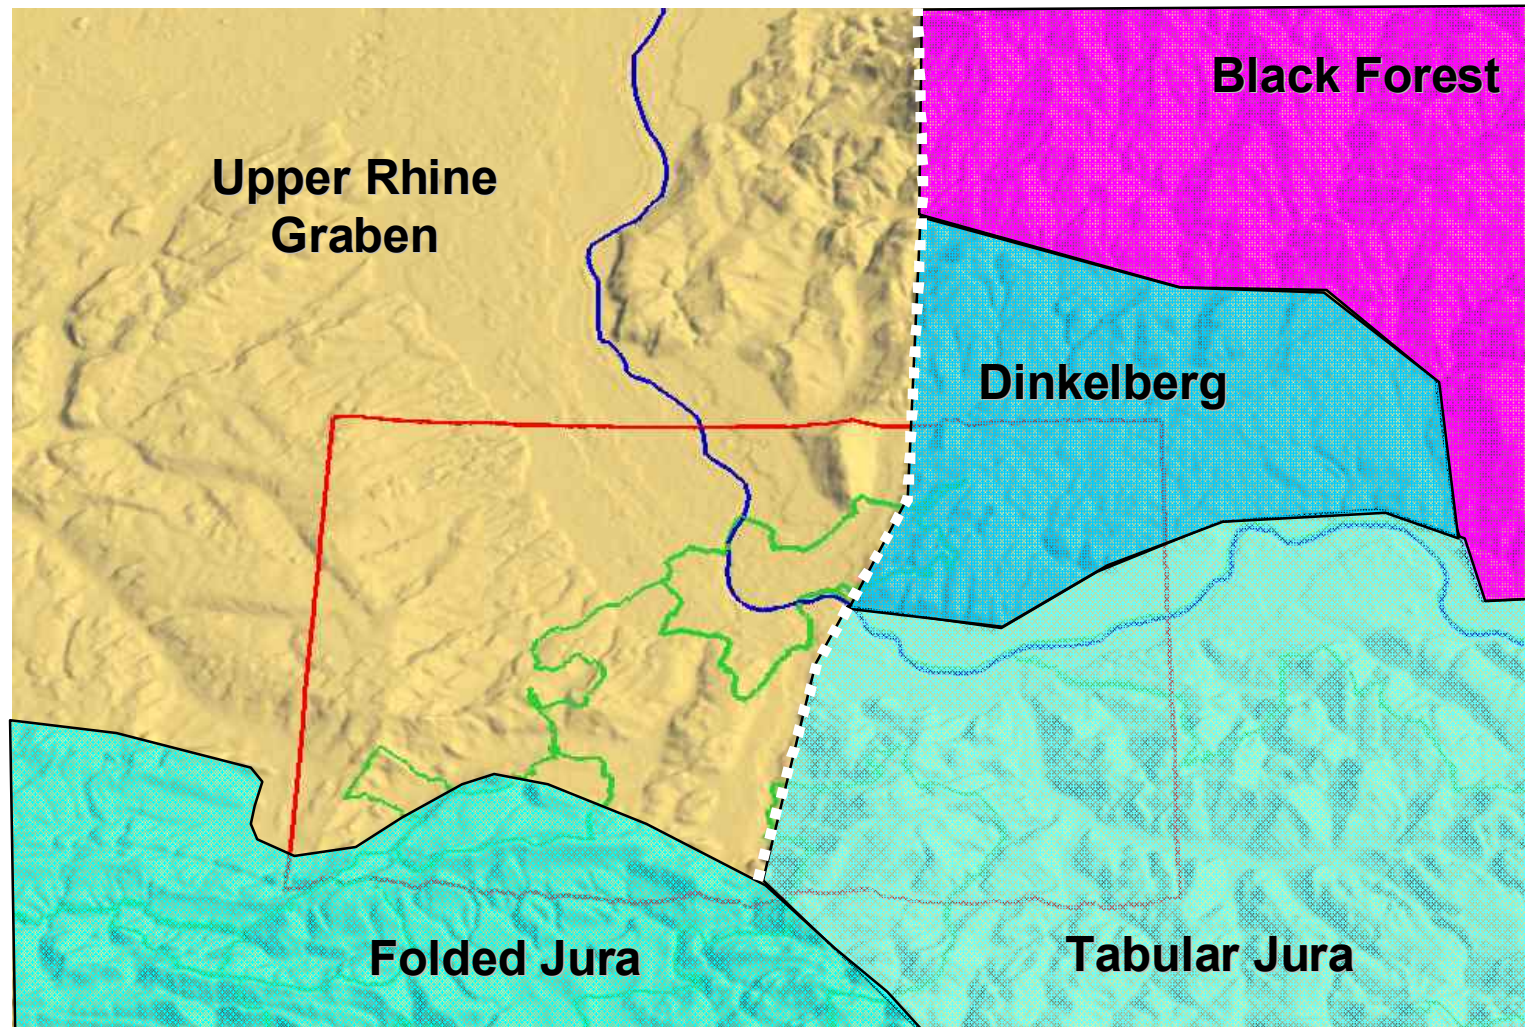 Black Forest
Upper Rhine
Graben
Dinkelberg
Folded Jura
Tabular Jura